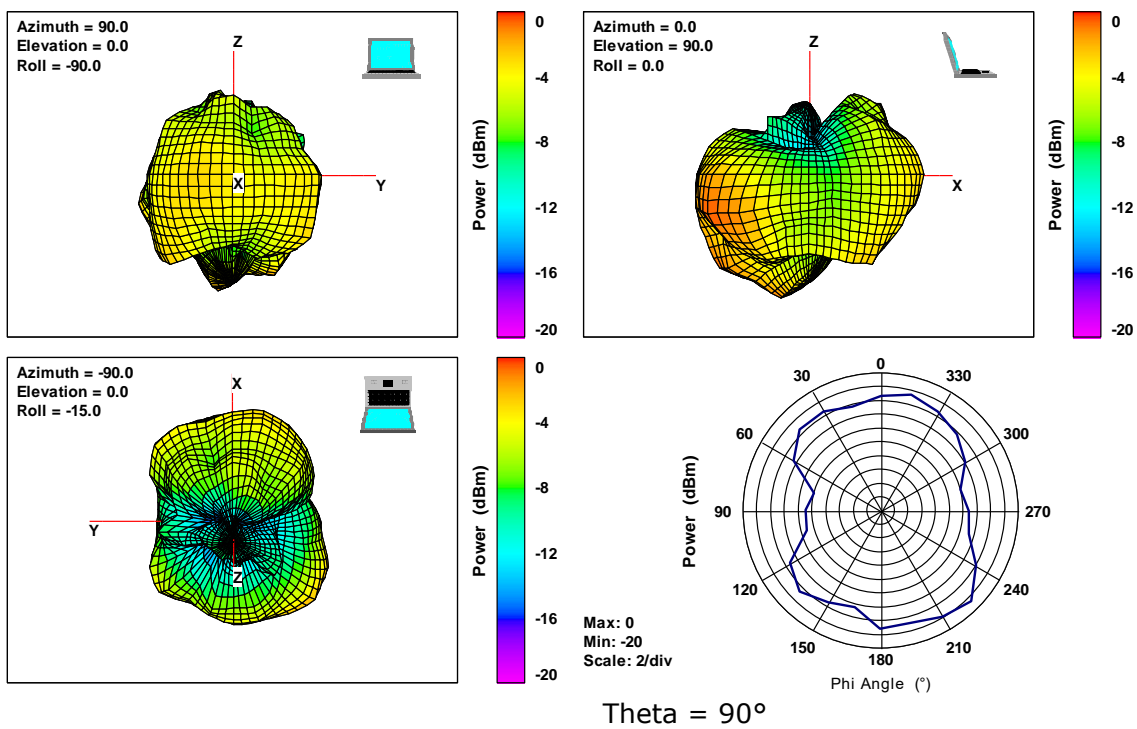 Azimuth = 90.0
Elevation = 0.0
Roll = -90.0
Z
X
Y
Power (dBm)
0
-4
-8
-12
-16
-20
Azimuth = 0.0
Elevation = 90.0
Roll = 0.0
Z
X
Power (dBm)
0
-4
-8
-12
-16
-20
Azimuth = -90.0
Elevation = 0.0
Roll = -15.0
X
Y
Z
Power (dBm)
0
-4
-8
-12
-16
-20
0
30
330
60
300
Power (dBm)
90
270
120
240
150
210
180
Max: 0
Min: -20
Scale: 2/div
Phi Angle (°)
Theta = 90°